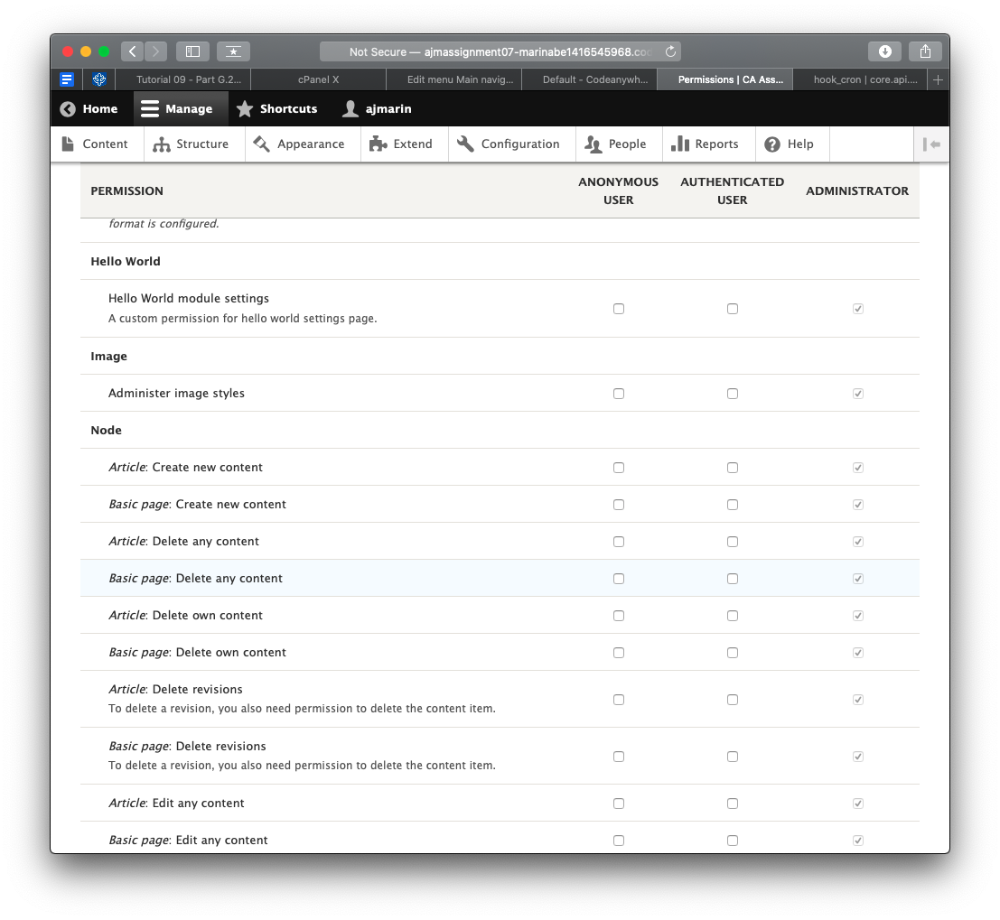 Not Secure — ajmassignment07-marinabe1416545968.coc
Tutorial 09 - Part G.2...
cPanel X
Edit menu Main navig...
Default - Codeanywh...
Permissions | CA Ass...
hook_cron | core.api....
Home
Manage
Shortcuts
ajmarin
Content
Structure
Appearance
Extend
Configuration
People
Reports
Help
PERMISSION
ANONYMOUS USER
AUTHENTICATED USER
ADMINISTRATOR
format is configured.
Hello World
Hello World module settings
A custom permission for hello world settings page.
Image
Administer image styles
Node
Article: Create new content
Basic page: Create new content
Article: Delete any content
Basic page: Delete any content
Article: Delete own content
Basic page: Delete own content
Article: Delete revisions
To delete a revision, you also need permission to delete the content item.
Basic page: Delete revisions
To delete a revision, you also need permission to delete the content item.
Article: Edit any content
Basic page: Edit any content